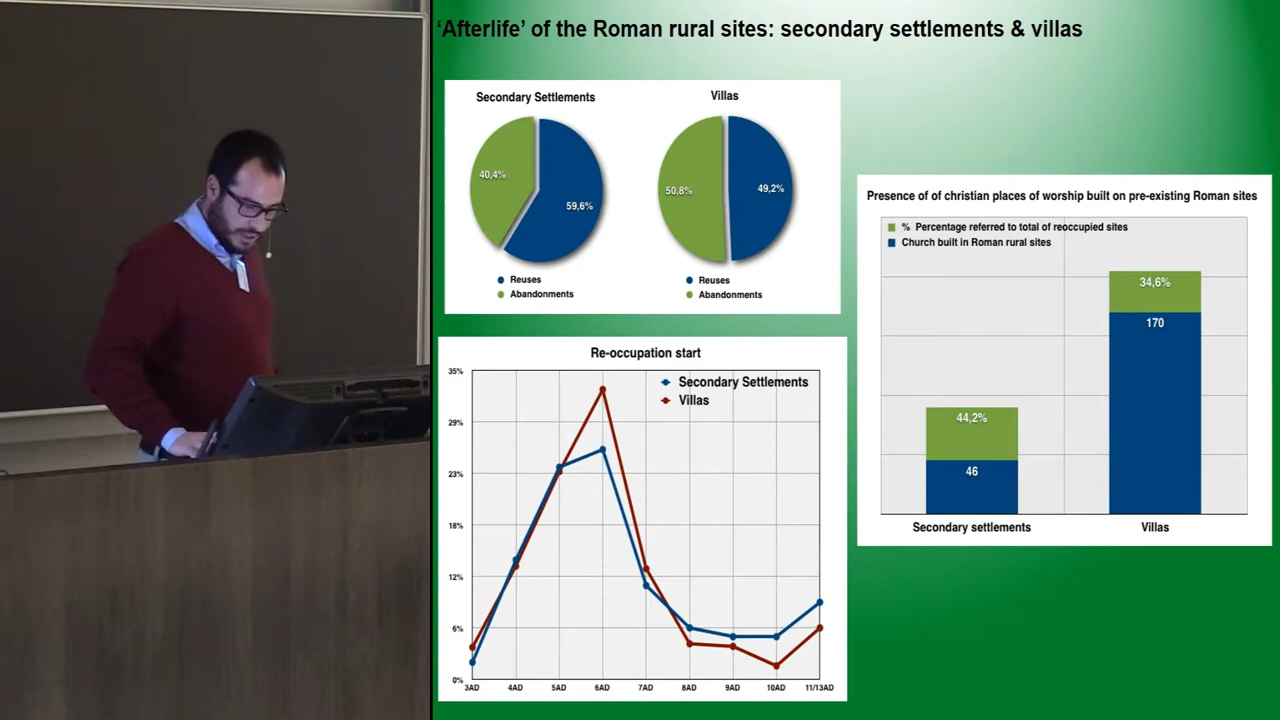 ‘Afterlife’ of the Roman rural sites: secondary settlements & villas
Secondary Settlements
Villas
40,4%
59,6%
50,8%
49,2%
Reuses
Abandonments
Reuses
Abandonments
Presence of of christian places of worship built on pre-existing Roman sites
% Percentage referred to total of reoccupied sites
Church built in Roman rural sites
34,6%
170
44,2%
46
Secondary settlements
Villas
Re-occupation start
Secondary Settlements
Villas
35%
29%
23%
18%
12%
6%
0%
3AD 4AD 5AD 6AD 7AD 8AD 9AD 10AD 11/13AD